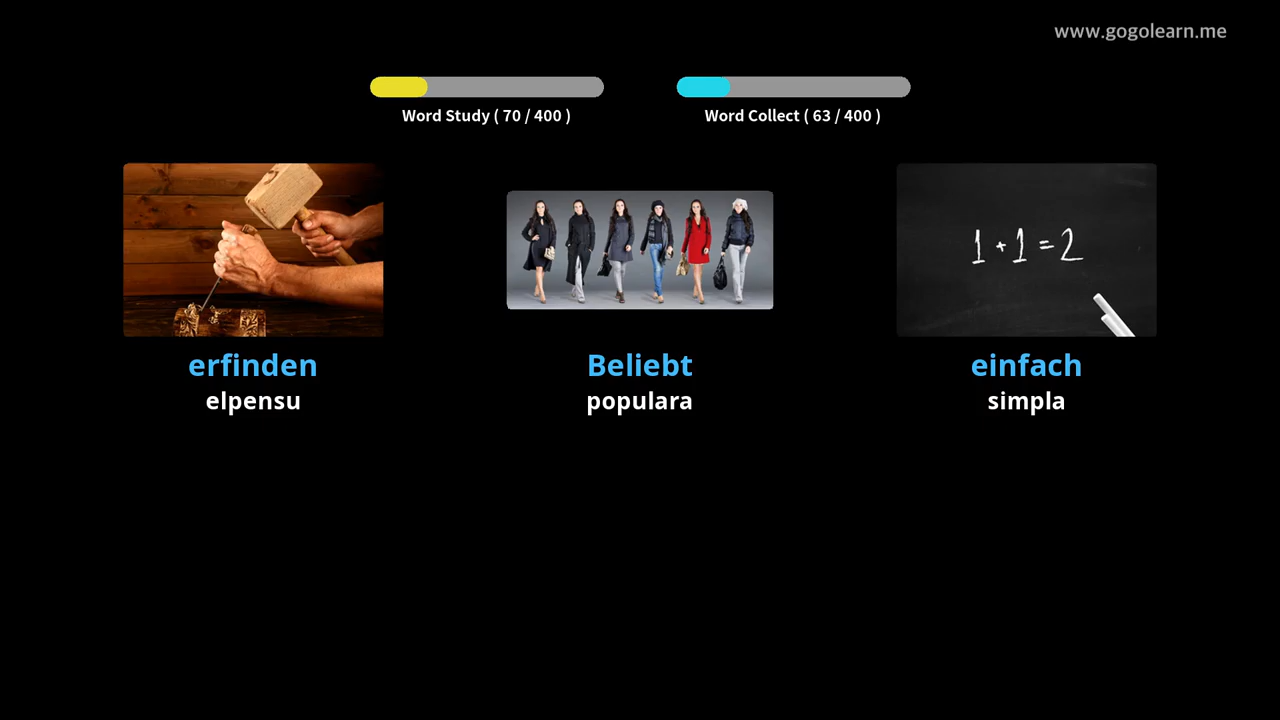 www.gogolearn.me
Word Study ( 70 / 400 )
Word Collect ( 63 / 400 )
1 + 1 = 2
erfinden
Beliebt
einfach
elpensu
populara
simpla